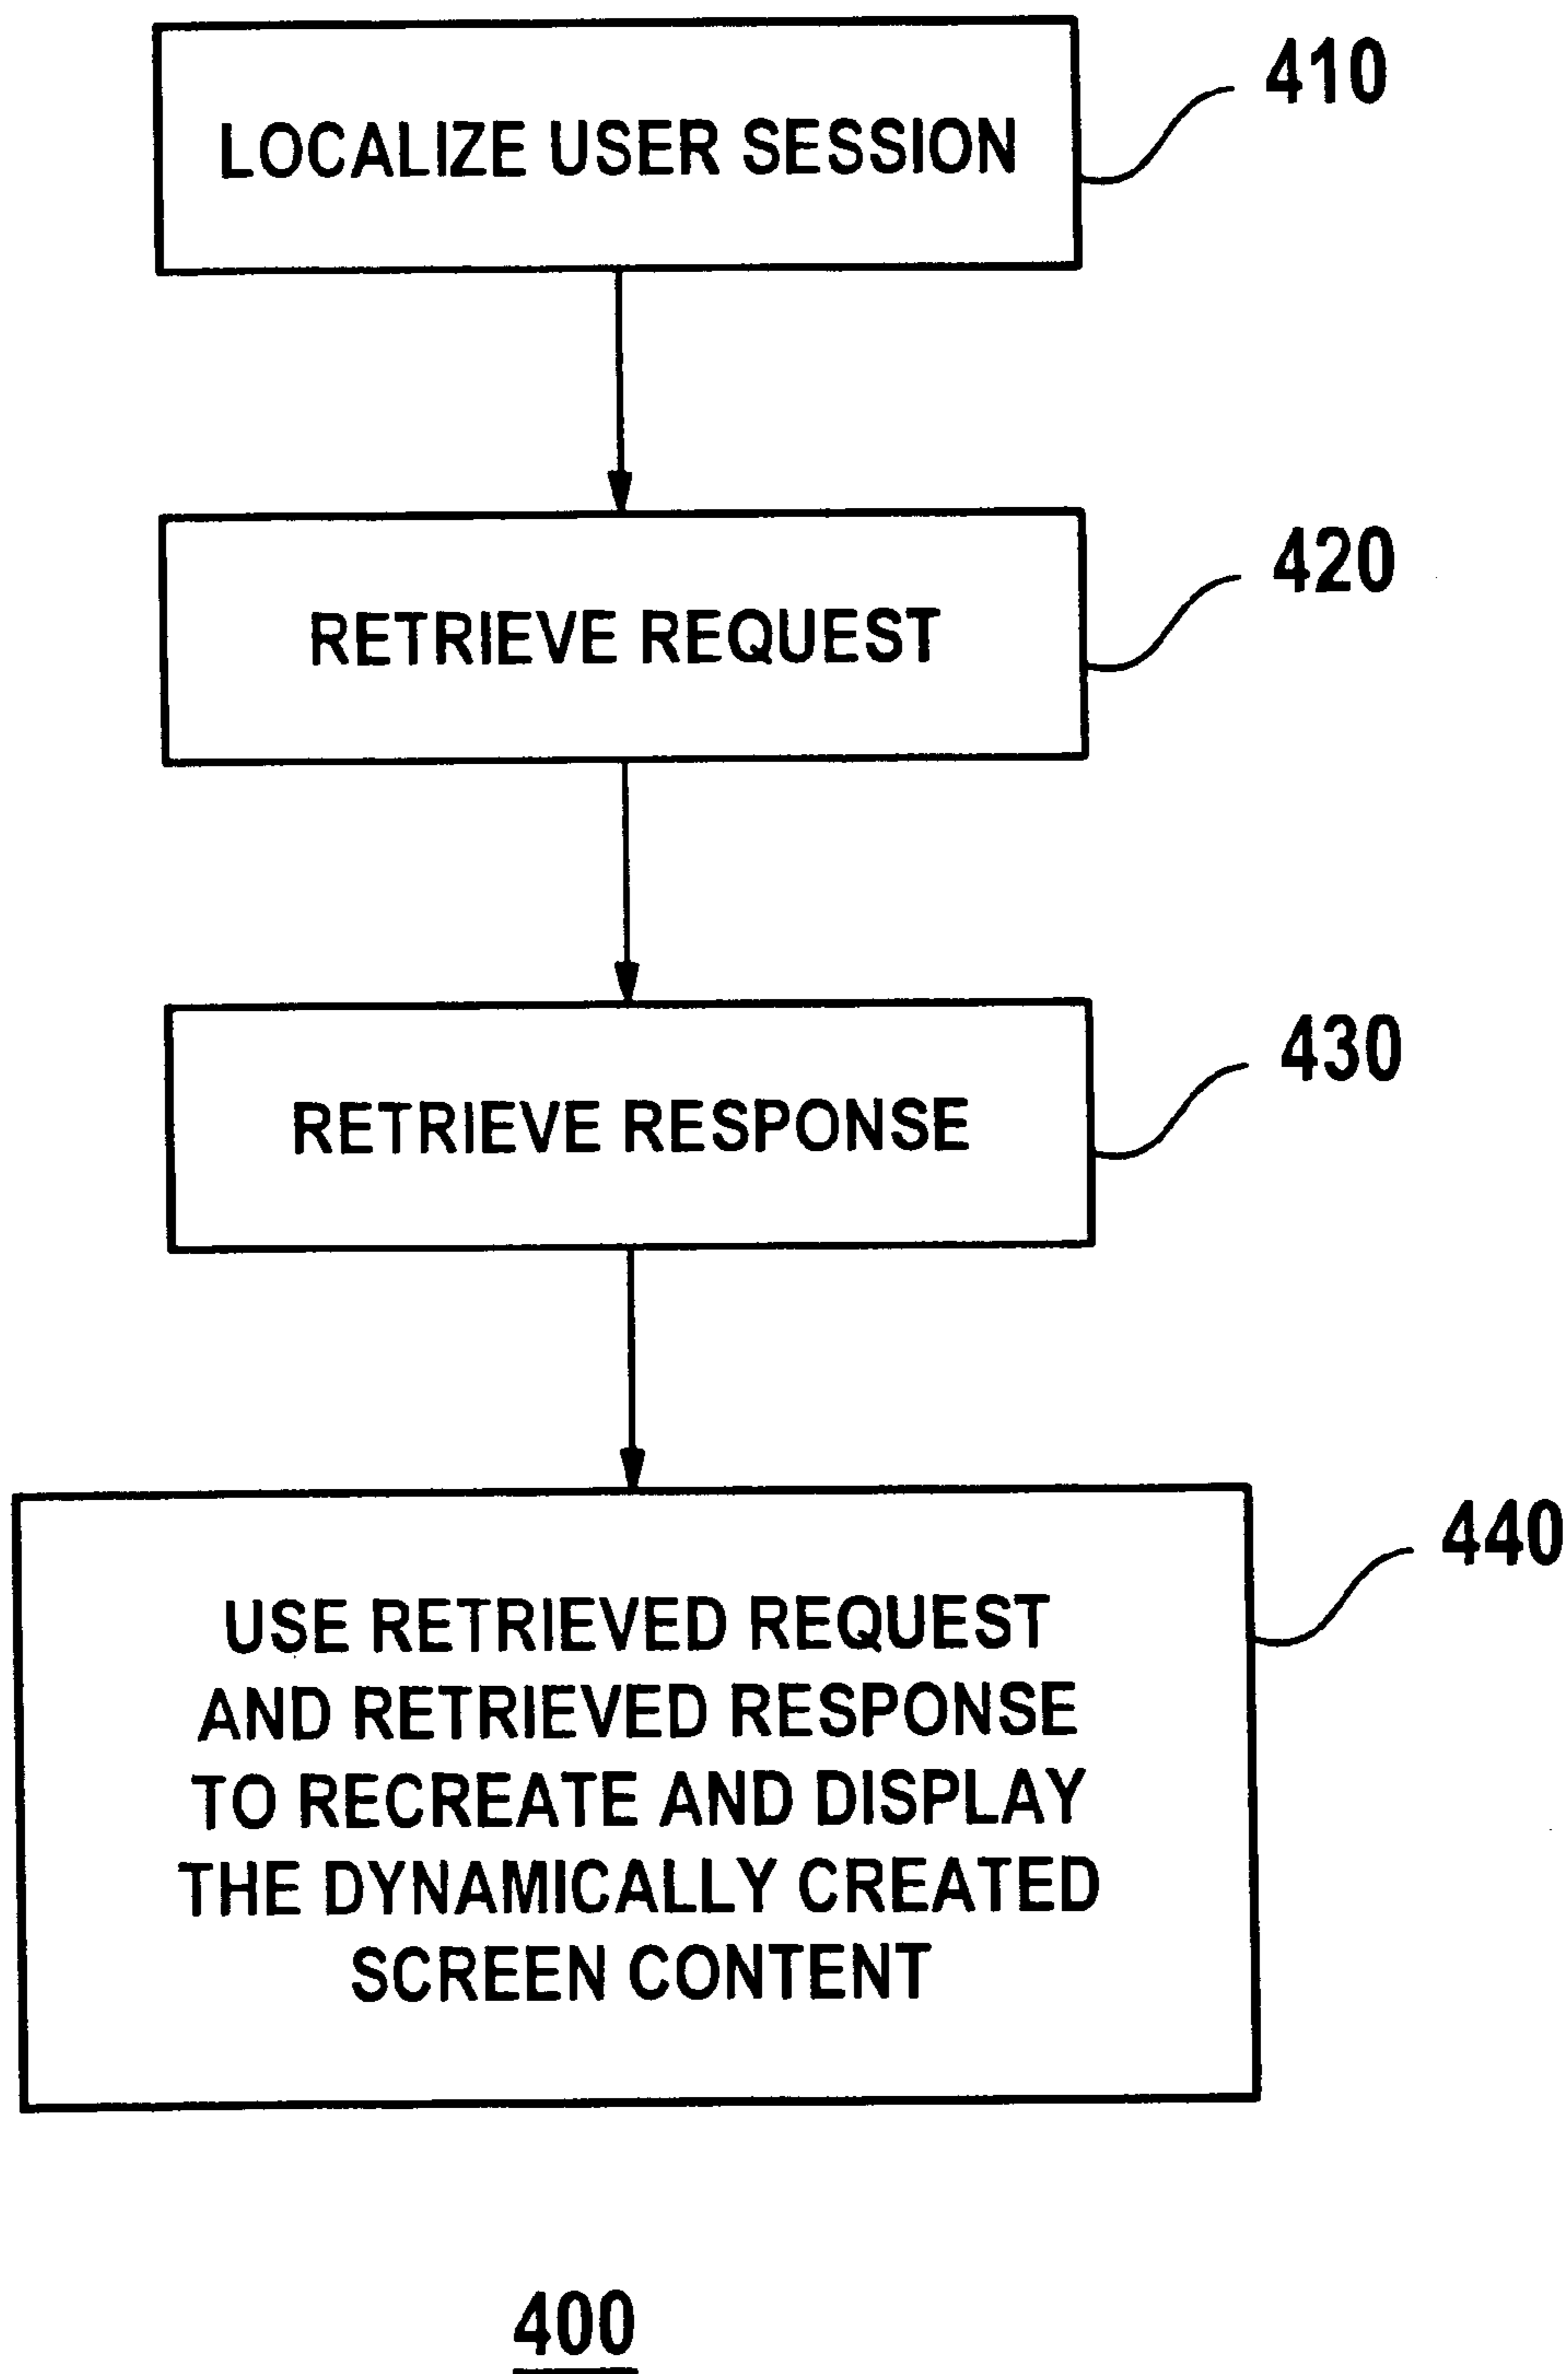 LOCALIZE USER SESSION
410
RETRIEVE REQUEST
420
RETRIEVE RESPONSE
430
USE RETRIEVED REQUEST
AND RETRIEVED RESPONSE
TO RECREATE AND DISPLAY
THE DYNAMICALLY CREATED
SCREEN CONTENT
440
400